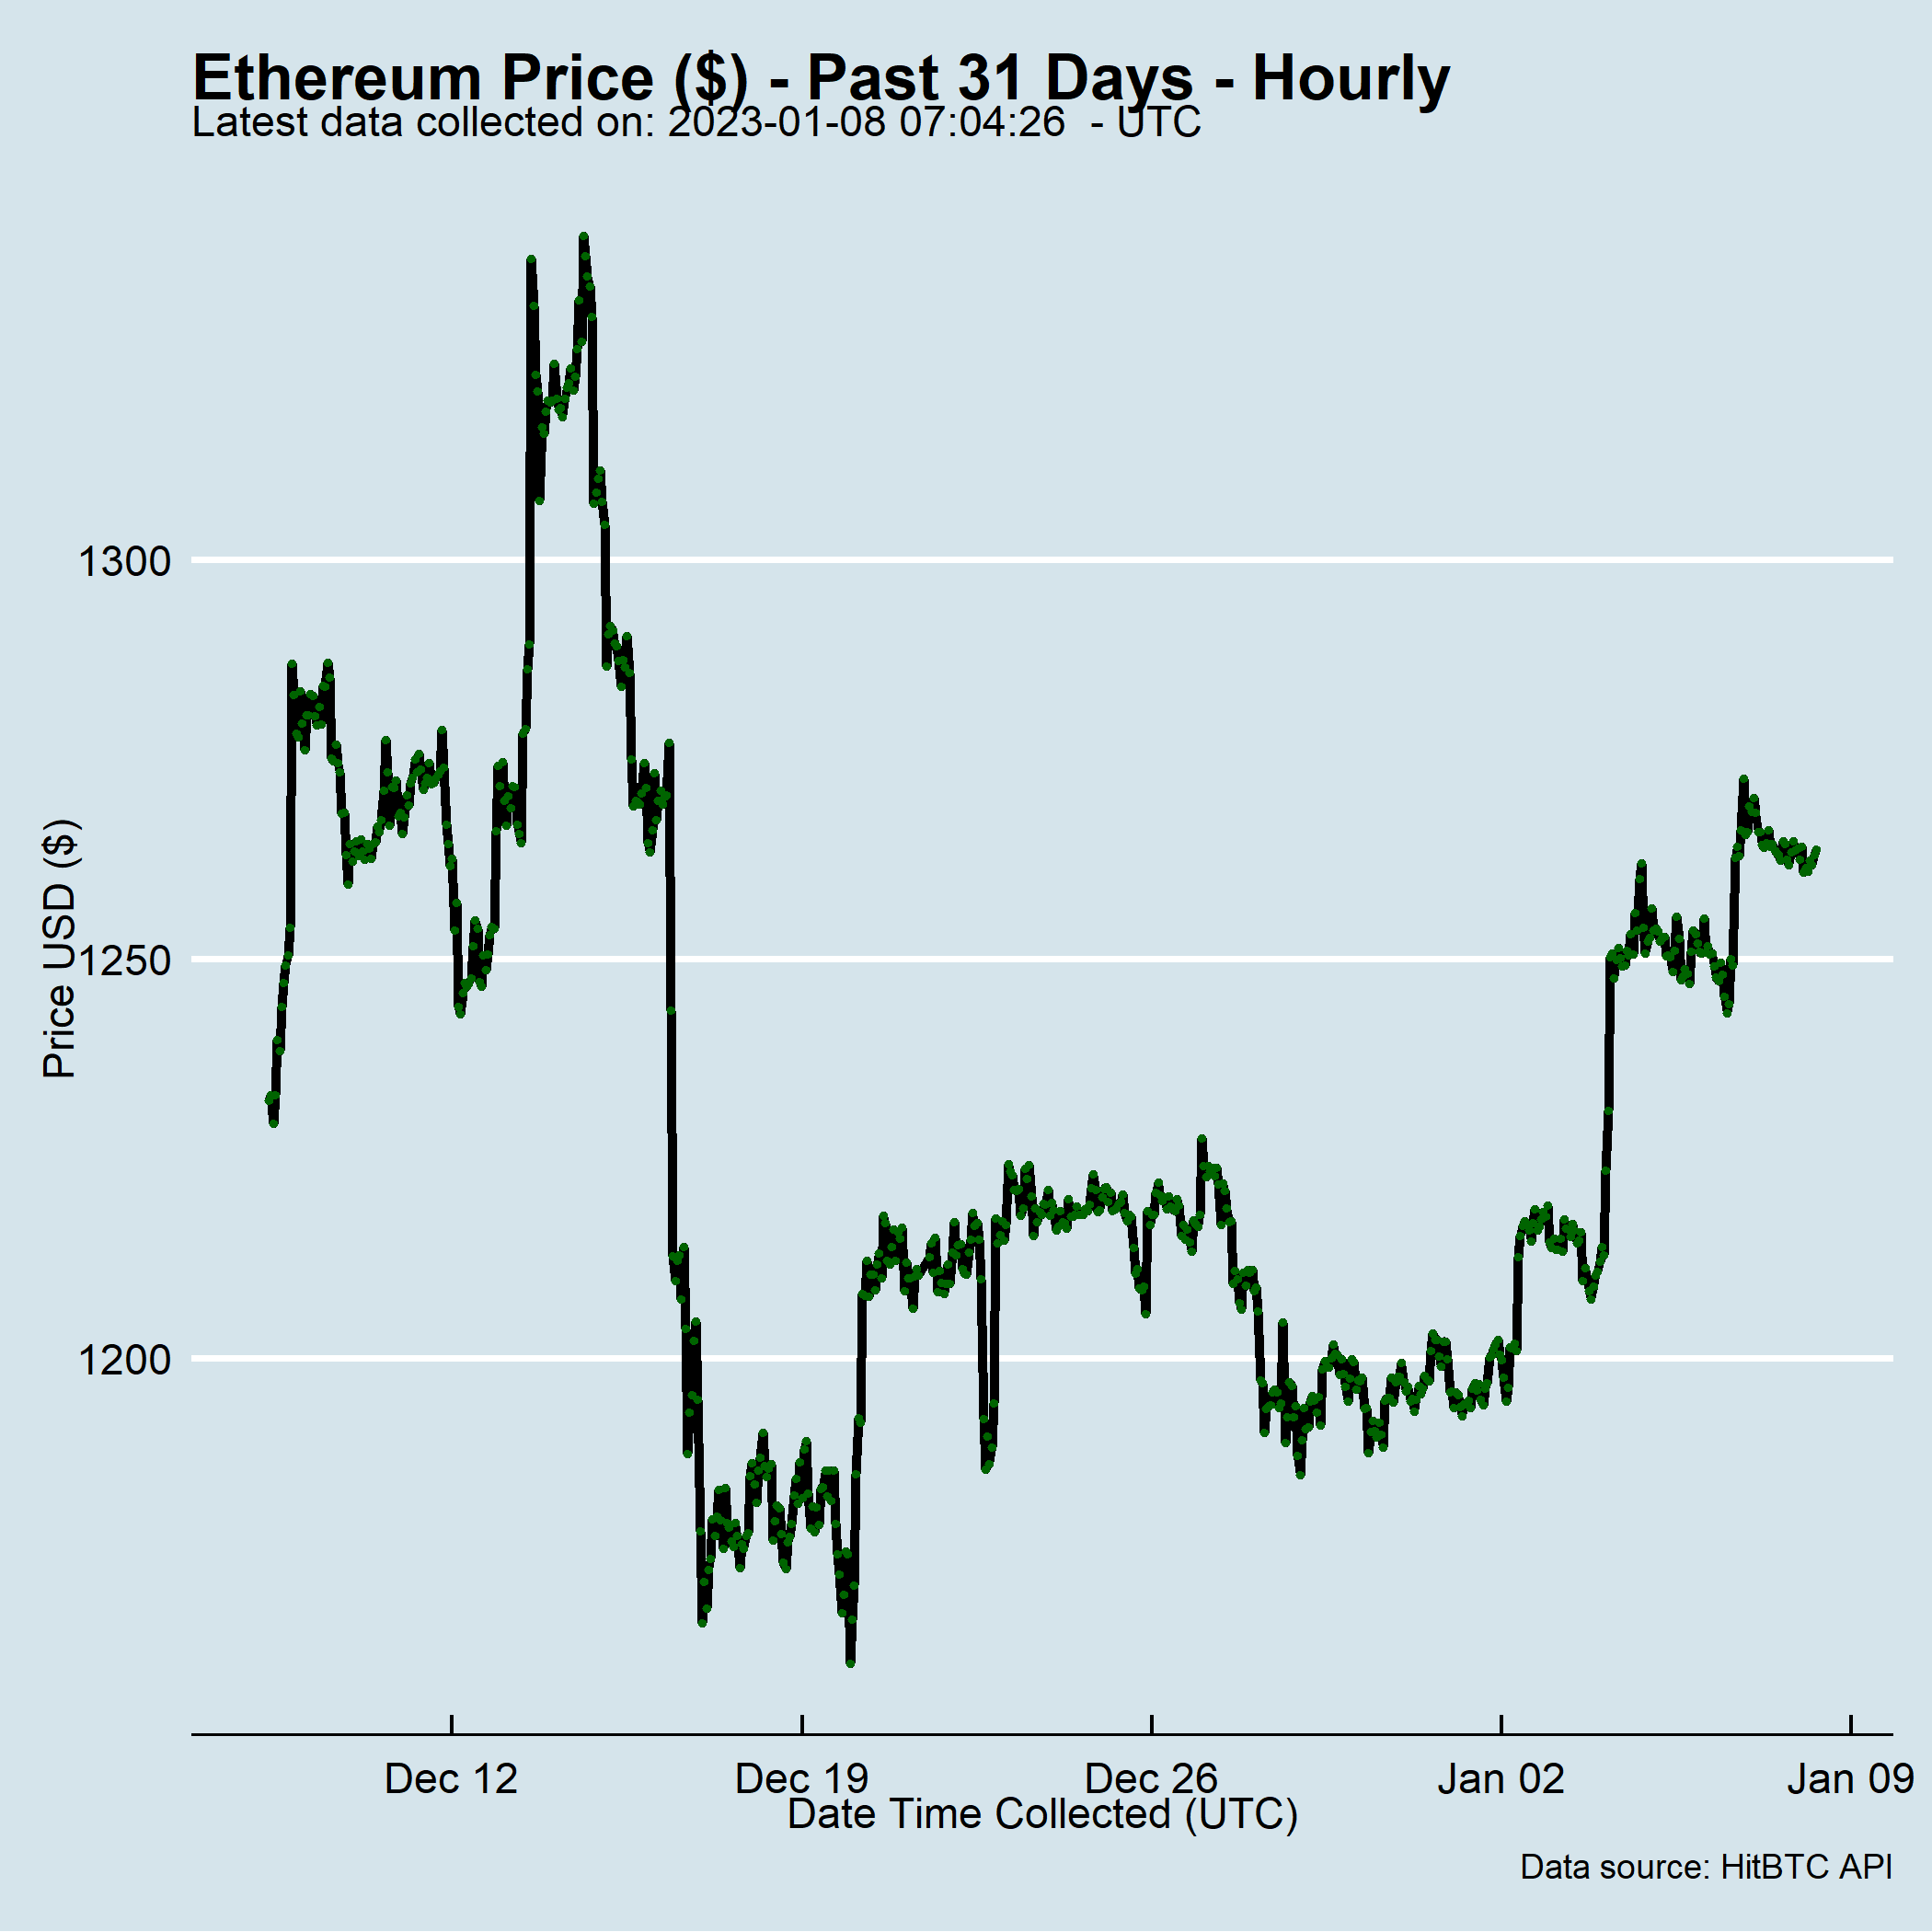 Ethereum Price ($) - Past 31 Days - Hourly
Latest data collected on: 2023-01-08 07:04:26  - UTC
Price USD ($)
1300
1250
1200
Dec 12
Dec 19
Dec 26
Jan 02
Jan 09
Date Time Collected (UTC)
Data source: HitBTC API